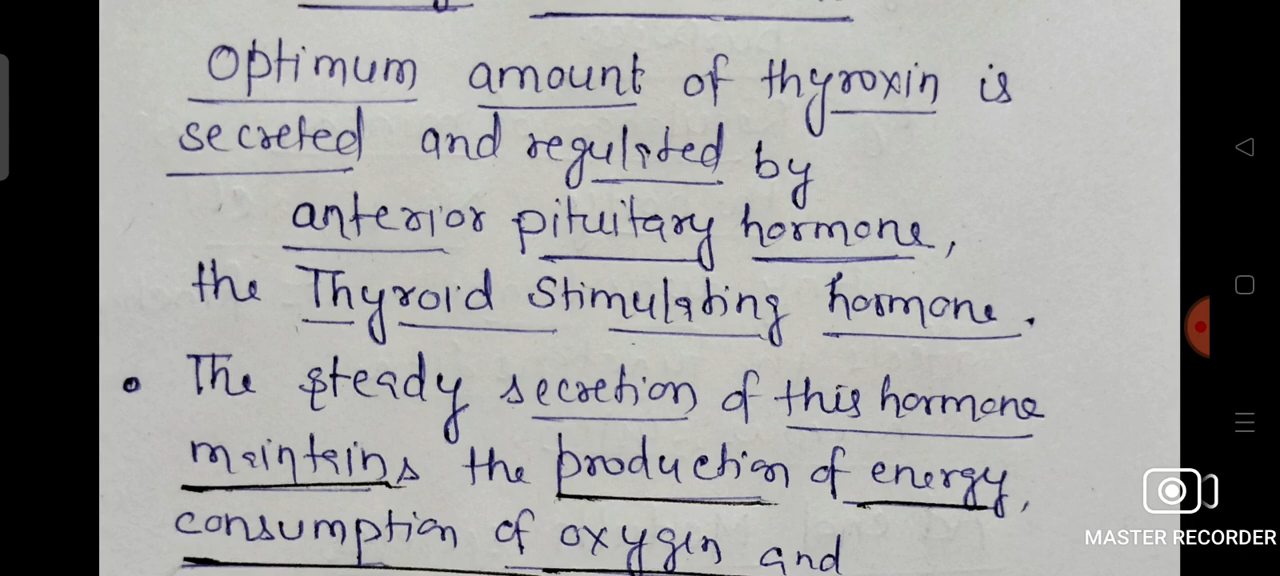 Optimum amount of thyroxin is
secreted and regulated by
anterior pituitary hormone,
the Thyroid Stimulating hormone.
• The steady secretion of this hormone
maintains the production of energy,
consumption of oxygen and
MASTER RECORDER